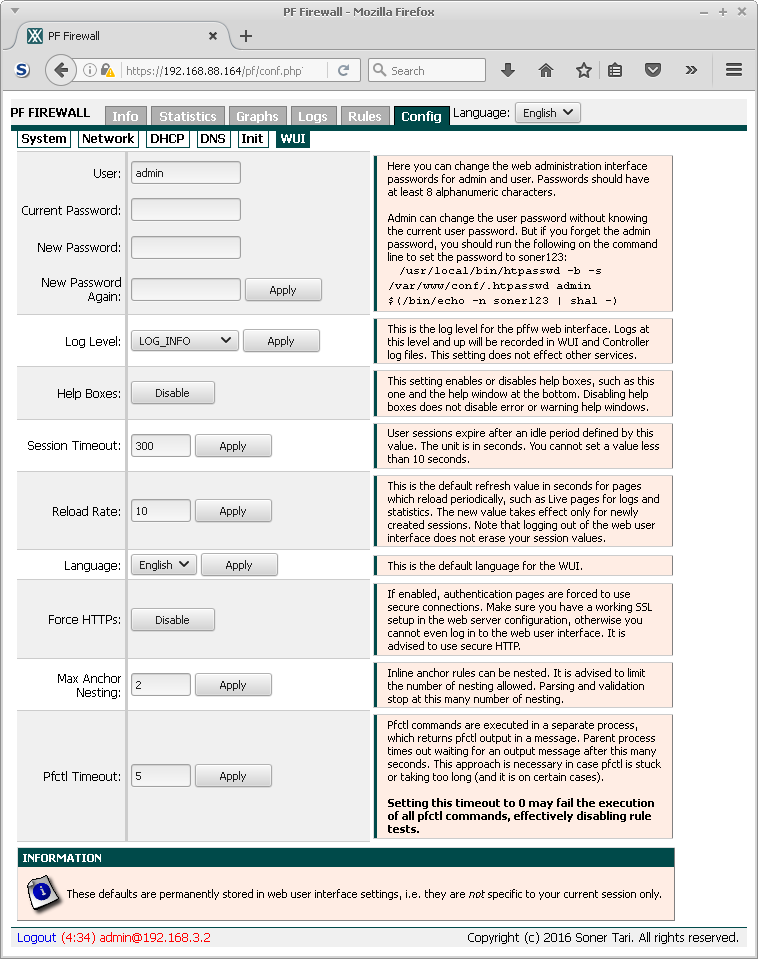 PF Firewall - Mozilla Firefox
PF Firewall
https://192.168.88.164/pf/conf.php
Search
PF FIREWALL Info Statistics Graphs Logs Rules Config Language: English
System Network DHCP DNS Init WUI
User: admin
Current Password:
New Password:
New Password
Again: Apply
Here you can change the web administration interface
passwords for admin and user. Passwords should have
at least 8 alphanumeric characters.
Admin can change the user password without knowing
the current user password. But if you forget the admin
password, you should run the following on the command
line to set the password to soner123:
/usr/local/bin/htpasswd -b -s
/var/www/conf/.htpasswd admin
$(/bin/echo -n soner123 | sha1 -)
Log Level: LOG_INFO Apply
This is the log level for the pffw web interface. Logs at
this level and up will be recorded in WUI and Controller
log files. This setting does not effect other services.
Help Boxes: Disable
This setting enables or disables help boxes, such as this
one and the help window at the bottom. Disabling help
boxes does not disable error or warning help windows.
Session Timeout: 300 Apply
User sessions expire after an idle period defined by this
value. The unit is in seconds. You cannot set a value less
than 10 seconds.
Reload Rate: 10 Apply
This is the default refresh value in seconds for pages
which reload periodically, such as Live pages for logs and
statistics. The new value takes effect only for newly
created sessions. Note that logging out of the web user
interface does not erase your session values.
Language: English Apply
This is the default language for the WUI.
Force HTTPs: Disable
If enabled, authentication pages are forced to use
secure connections. Make sure you have a working SSL
setup in the web server configuration, otherwise you
cannot even log in to the web user interface. It is
advised to use secure HTTP.
Max Anchor
Nesting: 2 Apply
Inline anchor rules can be nested. It is advised to limit
the number of nesting allowed. Parsing and validation
stop at this many number of nesting.
Pfctl Timeout: 5 Apply
Pfctl commands are executed in a separate process,
which returns pfctl output in a message. Parent process
times out waiting for an output message after this many
seconds. This approach is necessary in case pfctl is stuck
or taking too long (and it is on certain cases).
Setting this timeout to 0 may fail the execution
of all pfctl commands, effectively disabling rule
tests.
INFORMATION
These defaults are permanently stored in web user interface settings, i.e. they are not specific to your current session only.
Logout (4:34) admin@192.168.3.2 Copyright (c) 2016 Soner Tari. All rights reserved.